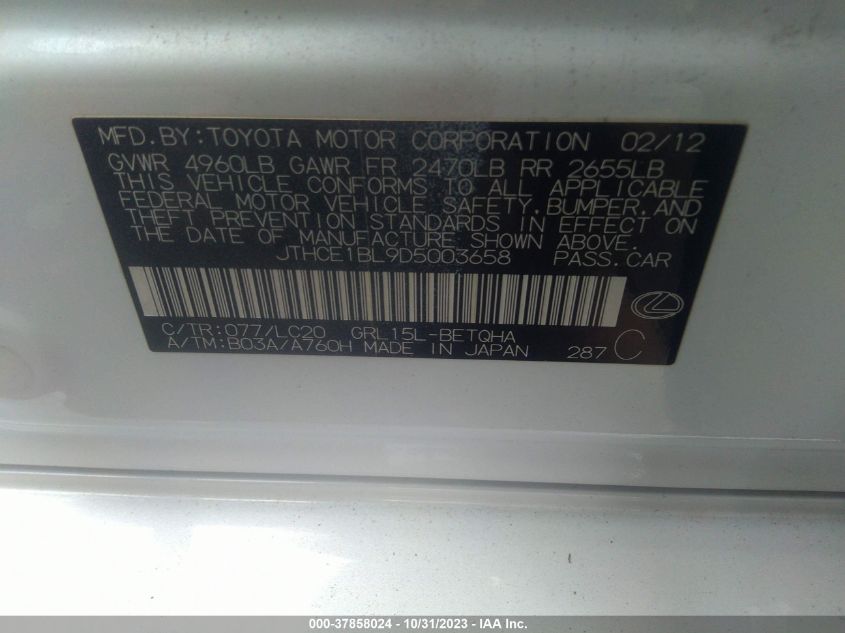 MFD.BY:TOYOTA MOTOR CORPORATION 02/12
GVWR 4960LB GAWR FR 2470LB RR 2655LB
THIS VEHICLE CONFORMS TO ALL APPLICABLE
FEDERAL MOTOR VEHICLE SAFETY,BUMPER,AND
THEFT PREVENTION STANDARDS IN EFFECT ON
THE DATE OF MANUFACTURE SHOWN ABOVE.
JTHCE1BL9D5003658 PASS.CAR
C/TR:077/LC20 GRL15L-BETQHA
A/TM:B03A/A760H MADE IN JAPAN 287 C
000-37858024 - 10/31/2023 - IAA Inc.